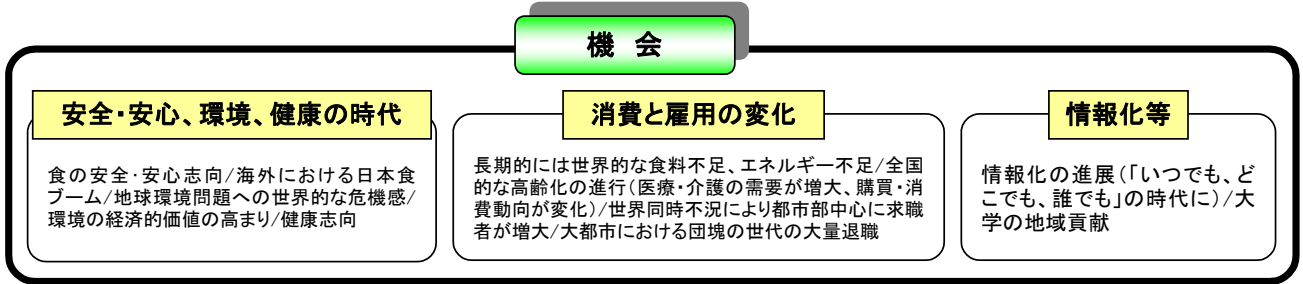 機 会
安全・安心、環境、健康の時代
食の安全・安心志向/海外における日本食
ブーム/地球環境問題への世界的な危機感/
環境の経済的価値の高まり/健康志向
消費と雇用の変化
長期的には世界的な食料不足、エネルギー不足/全国
的な高齢化の進行(医療・介護の需要が増大、購買・消
費動向が変化)/世界同時不況により都市部中心に求職
者が増大/大都市における団塊の世代の大量退職
情報化等
情報化の進展(「いつでも、ど
こでも、誰でも」の時代に)/大
学の地域貢献